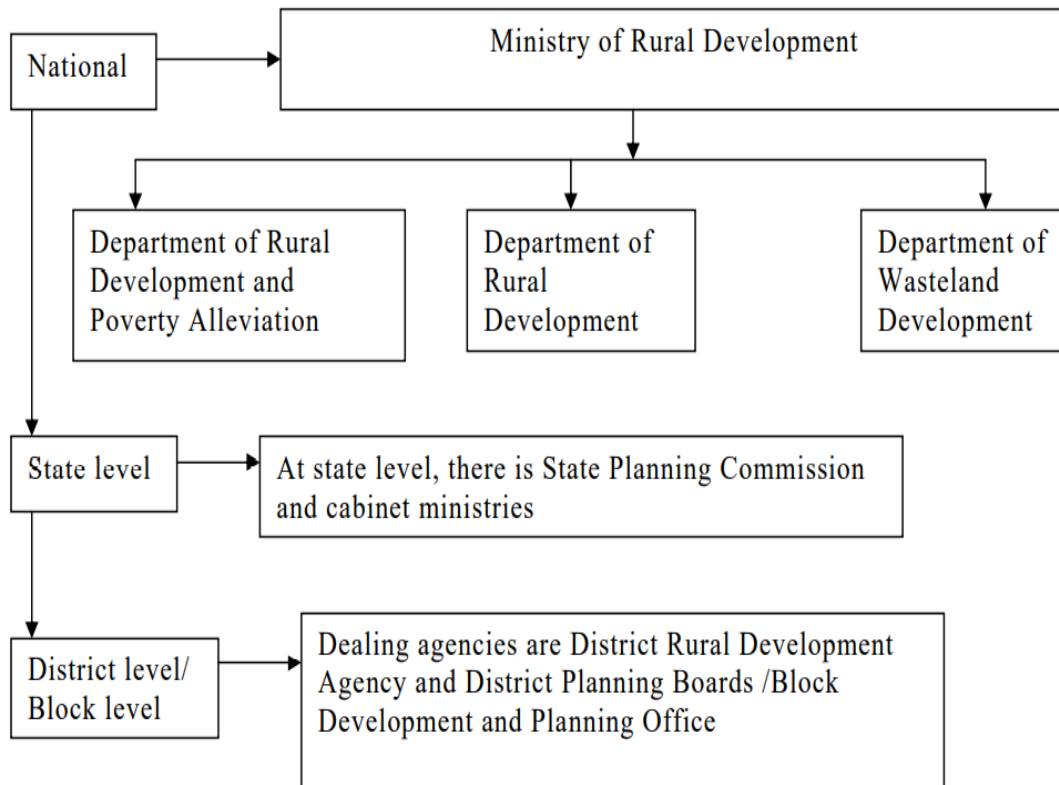 National
Ministry of Rural Development
Department of Rural
Development and
Poverty Alleviation
Department of
Rural
Development
Department of
Wasteland
Development
State level
At state level, there is State Planning Commission
and cabinet ministries
District level/
Block level
Dealing agencies are District Rural Development
Agency and District Planning Boards /Block
Development and Planning Office